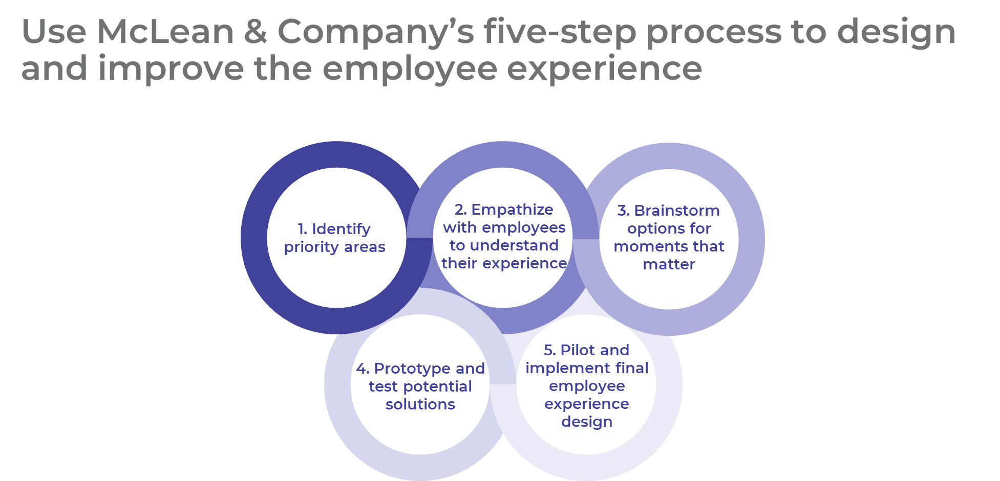 Use McLean & Company’s five-step process to design
and improve the employee experience
1. Identify
priority areas
2. Empathize
with employees
to understand
their experience
3. Brainstorm
options for
moments that
matter
4. Prototype and
test potential
solutions
5. Pilot and
implement final
employee
experience
design